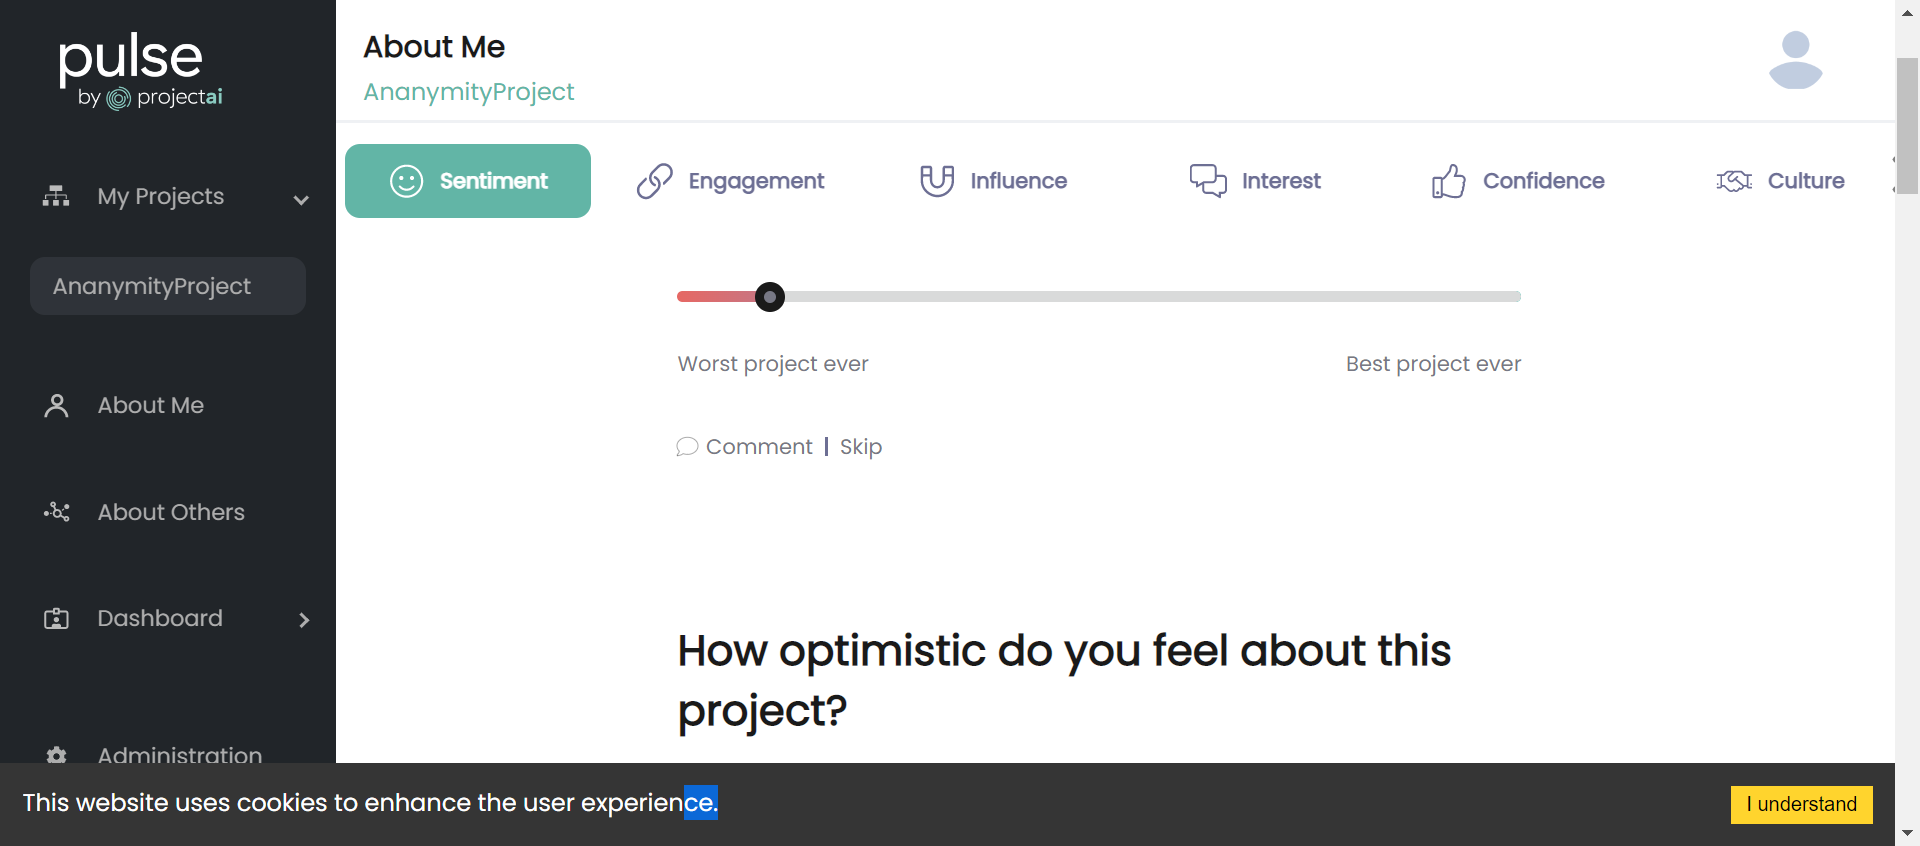 pulse
by projectai
My Projects
AnanymityProject
About Me
About Others
Dashboard
Administration
About Me
AnanymityProject
Sentiment
Engagement
Influence
Interest
Confidence
Culture
Worst project ever
Best project ever
Comment | Skip
How optimistic do you feel about this
project?
This website uses cookies to enhance the user experience.
I understand